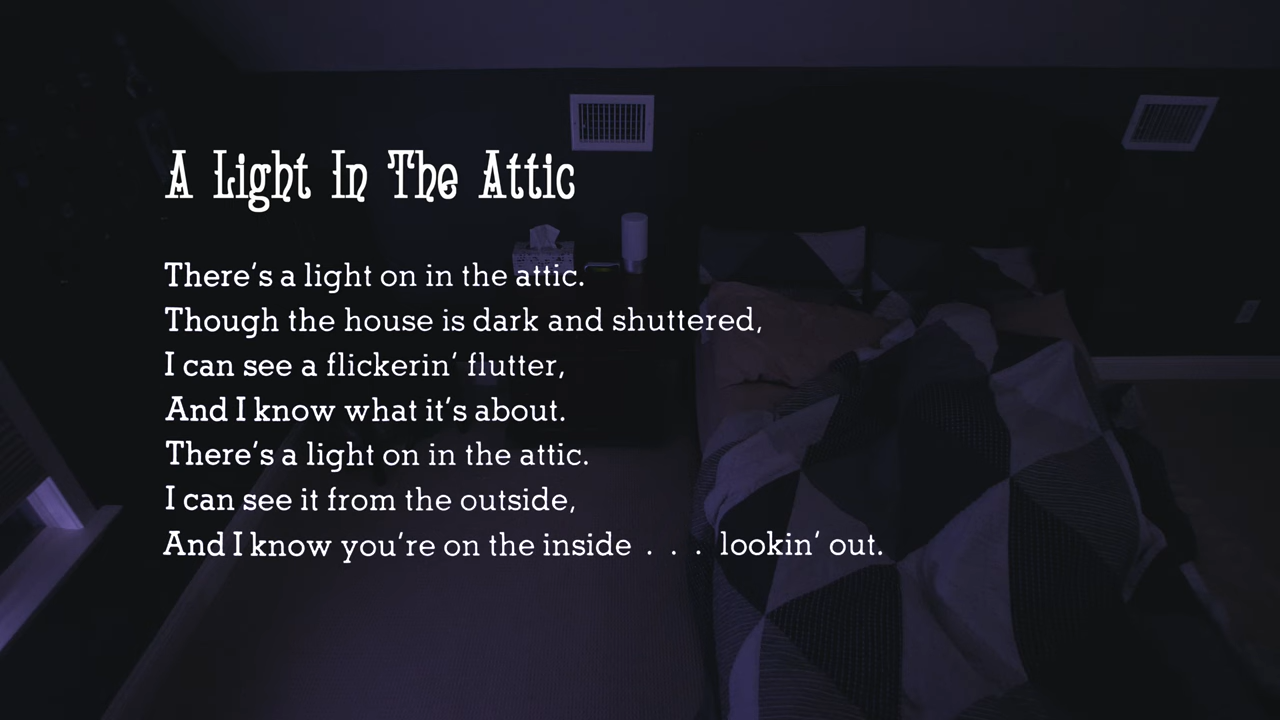 A Light In The Attic
There's a light on in the attic.
Though the house is dark and shuttered,
I can see a flickerin' flutter,
And I know what it's about.
There's a light on in the attic.
I can see it from the outside,
And I know you're on the inside . . . lookin' out.